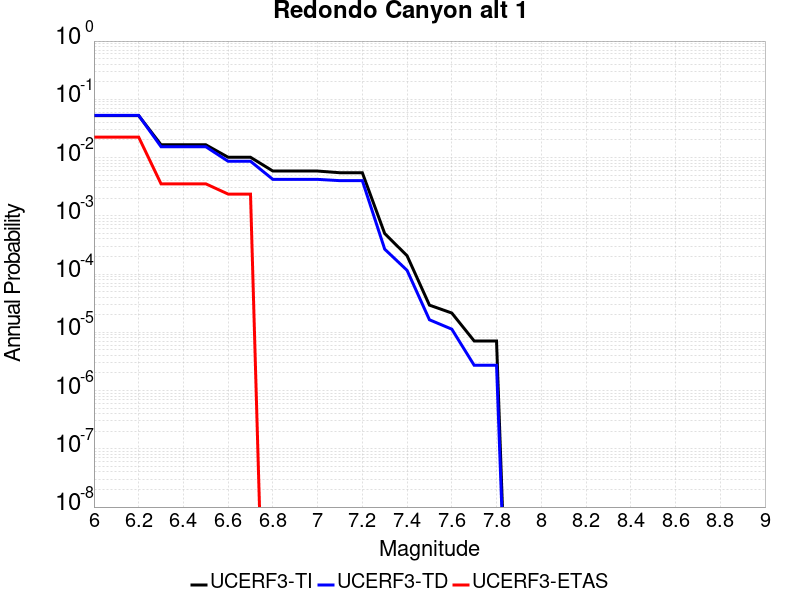 Redondo Canyon alt 1
10^0
10^-1
10^-2
10^-3
10^-4
10^-5
10^-6
10^-7
10^-8
Annual Probability
6 6.2 6.4 6.6 6.8 7 7.2 7.4 7.6 7.8 8 8.2 8.4 8.6 8.8 9
Magnitude
UCERF3-TI UCERF3-TD UCERF3-ETAS